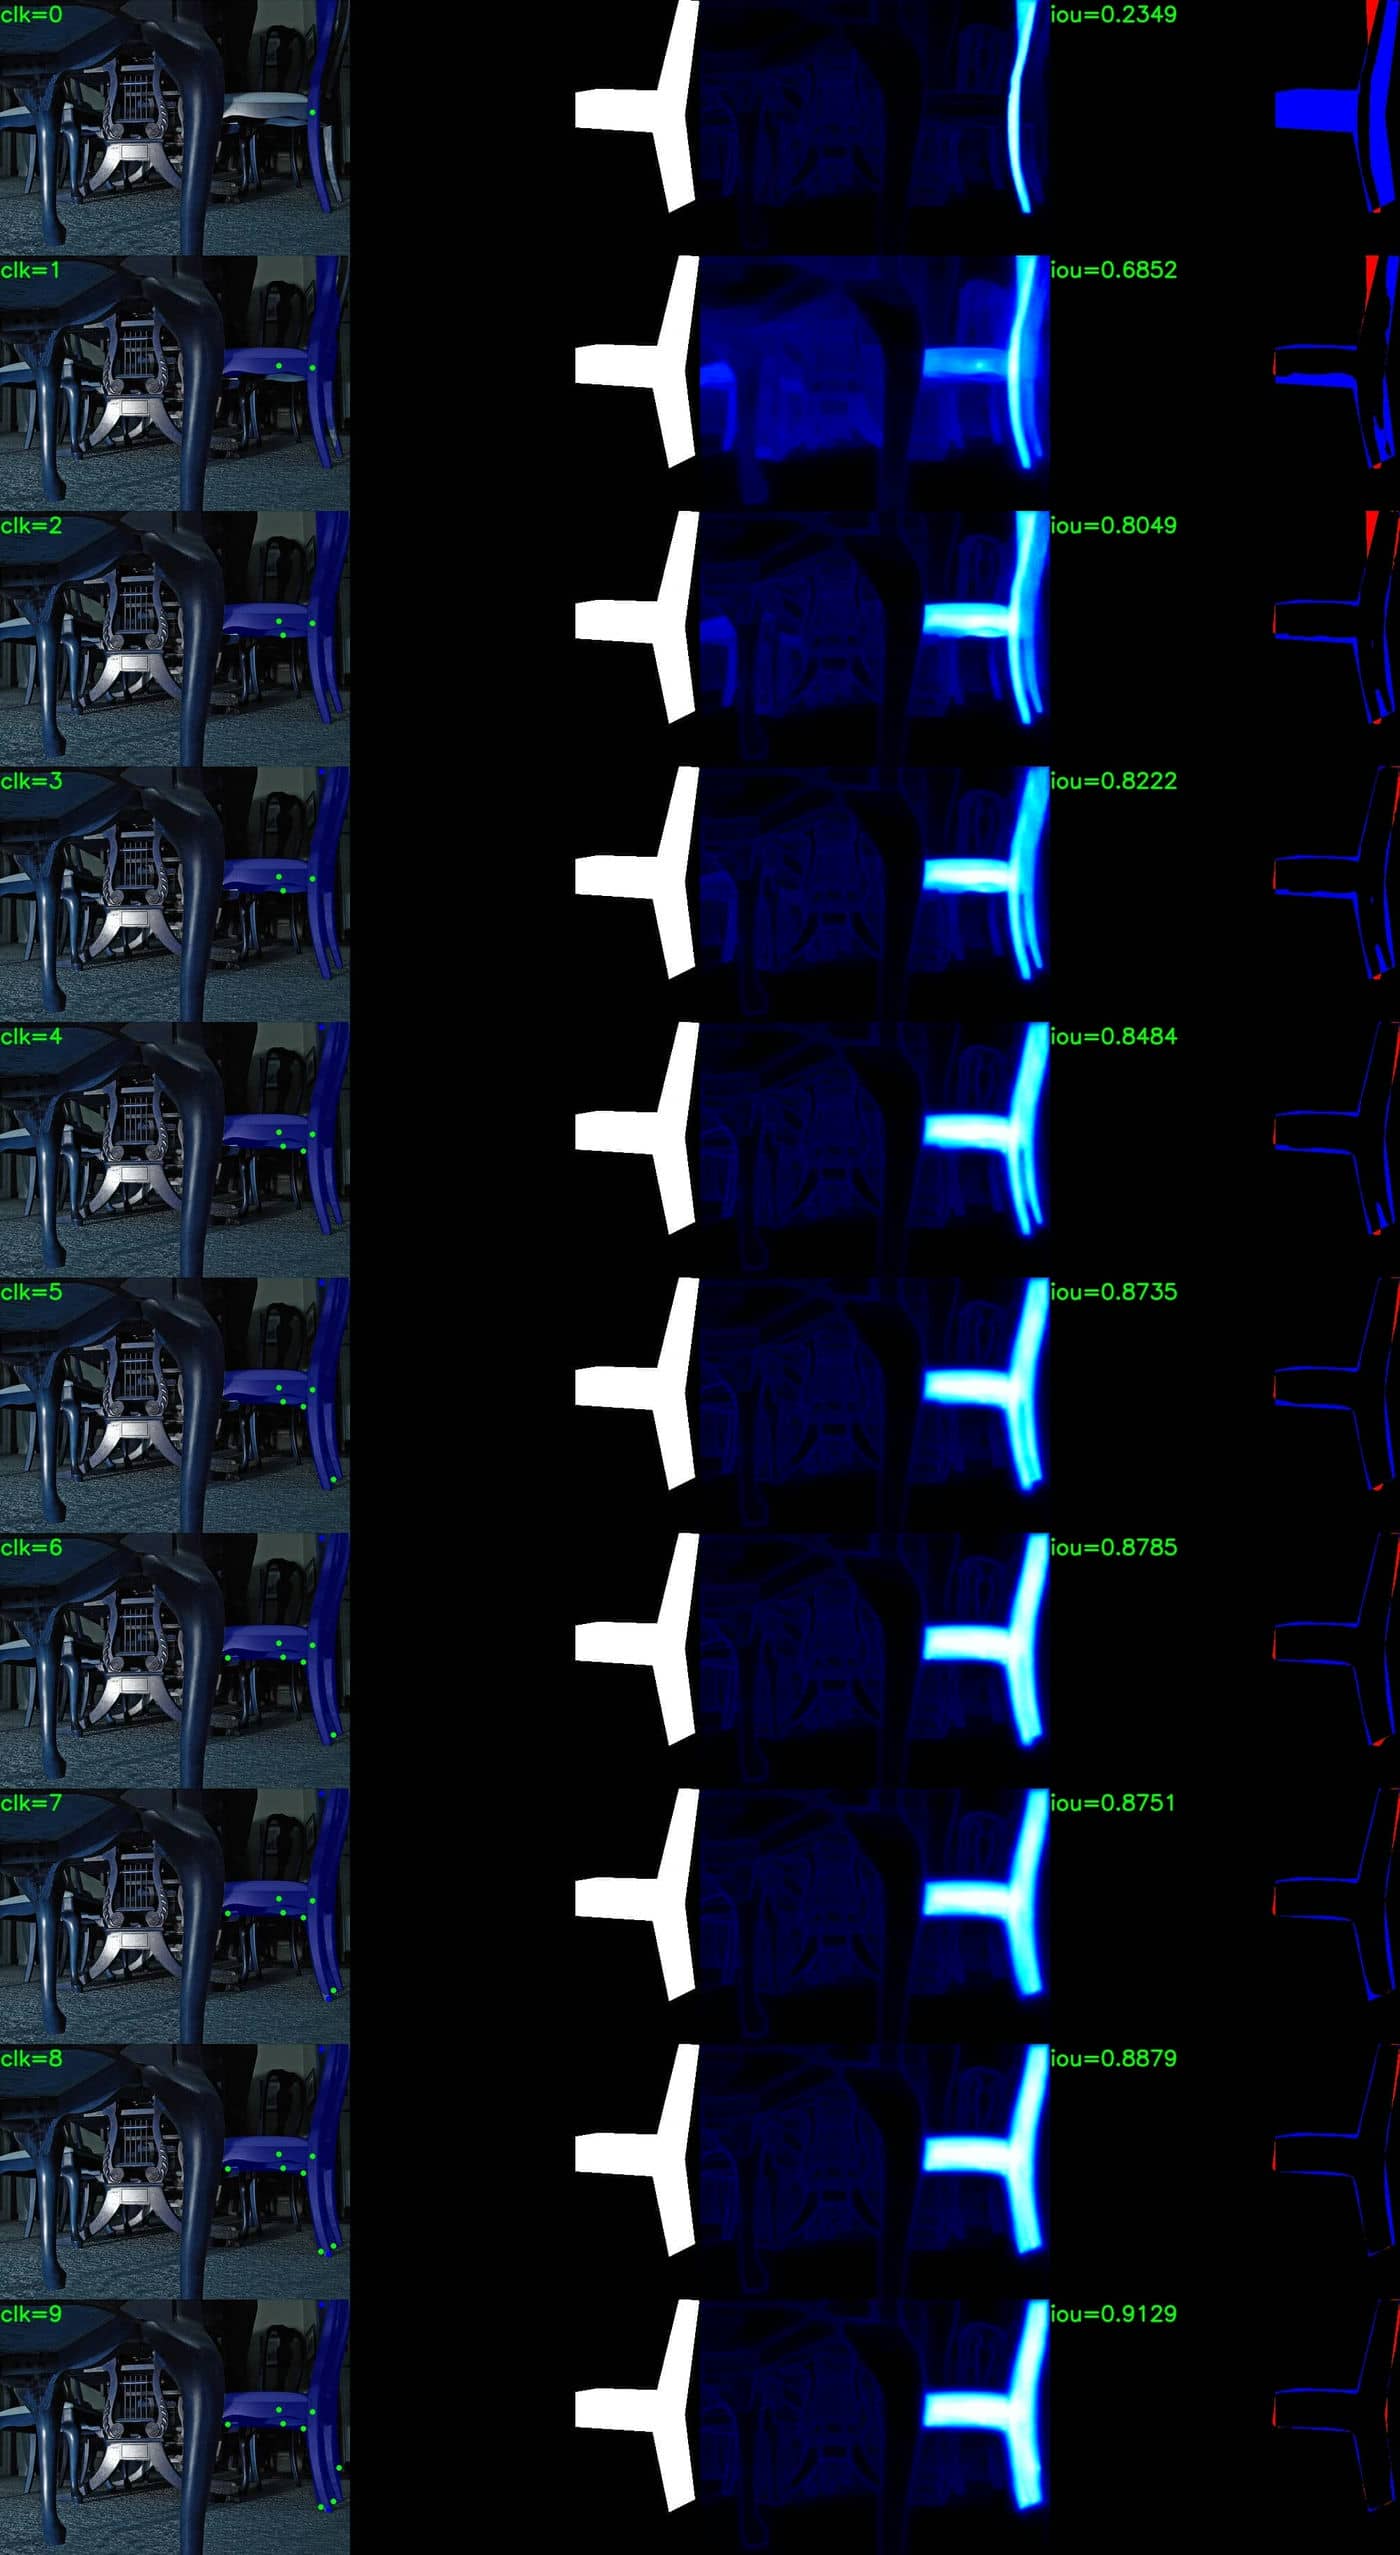 clk=0 iou=0.2349
clk=1 iou=0.6852
clk=2 iou=0.8049
clk=3 iou=0.8222
clk=4 iou=0.8484
clk=5 iou=0.8735
clk=6 iou=0.8785
clk=7 iou=0.8751
clk=8 iou=0.8879
clk=9 iou=0.9129